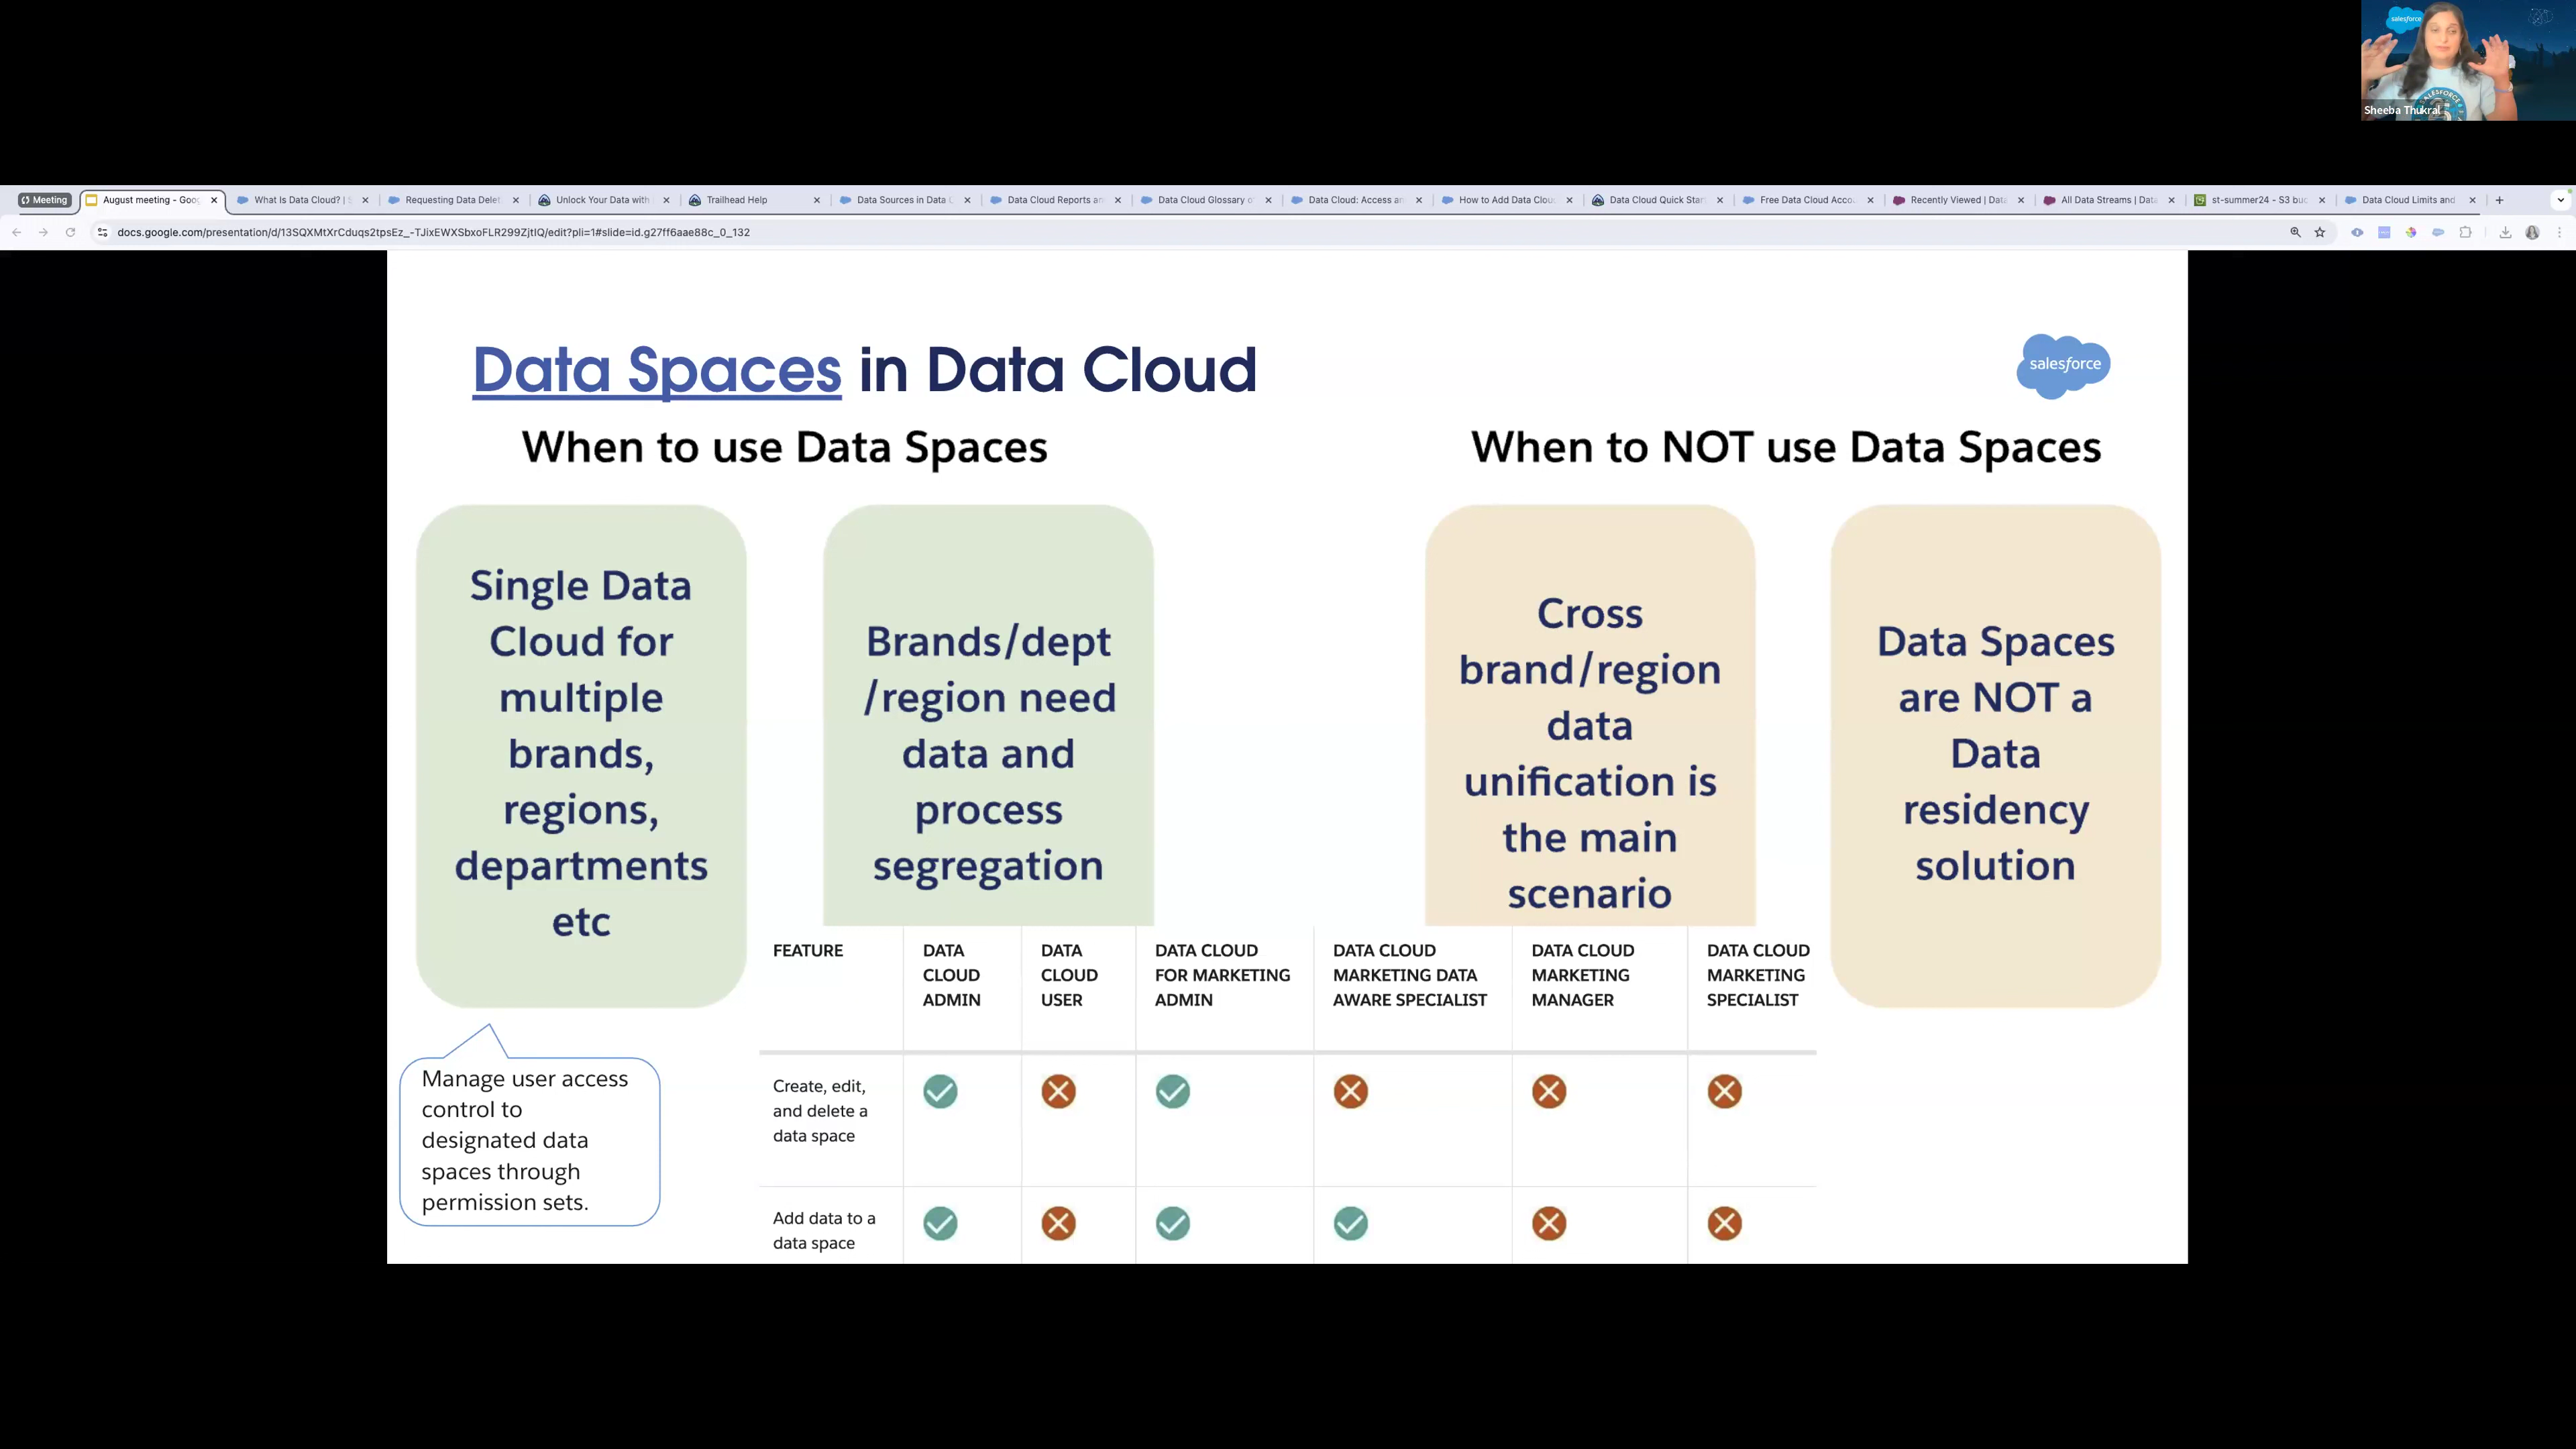 salesforce
Sheeba Thukral
Meeting
August meeting - Goog
What Is Data Cloud? |
Requesting Data Delet
Unlock Your Data with
Trailhead Help
Data Sources in Data C
Data Cloud Reports an
Data Cloud Glossary o
Data Cloud: Access an
How to Add Data Clou
Data Cloud Quick Star
Free Data Cloud Accou
Recently Viewed | Data
All Data Streams | Data
st-summer24 - S3 buc
Data Cloud Limits and
docs.google.com/presentation/d/13SQXMtXrCduqs2tpsEz_-TJixEWXSbxoFLR299ZjtIQ/edit?pli=1#slide=id.g27ff6aae88c_0_132
Data Spaces in Data Cloud
salesforce
When to use Data Spaces
When to NOT use Data Spaces
Single Data
Cloud for
multiple
brands,
regions,
departments
etc
Brands/dept
/region need
data and
process
segregation
Cross
brand/region
data
unification is
the main
scenario
Data Spaces
are NOT a
Data
residency
solution
Manage user access
control to
designated data
spaces through
permission sets.
FEATURE
DATA
CLOUD
ADMIN
DATA
CLOUD
USER
DATA CLOUD
FOR MARKETING
ADMIN
DATA CLOUD
MARKETING DATA
AWARE SPECIALIST
DATA CLOUD
MARKETING
MANAGER
DATA CLOUD
MARKETING
SPECIALIST
Create, edit,
and delete a
data space
Add data to a
data space